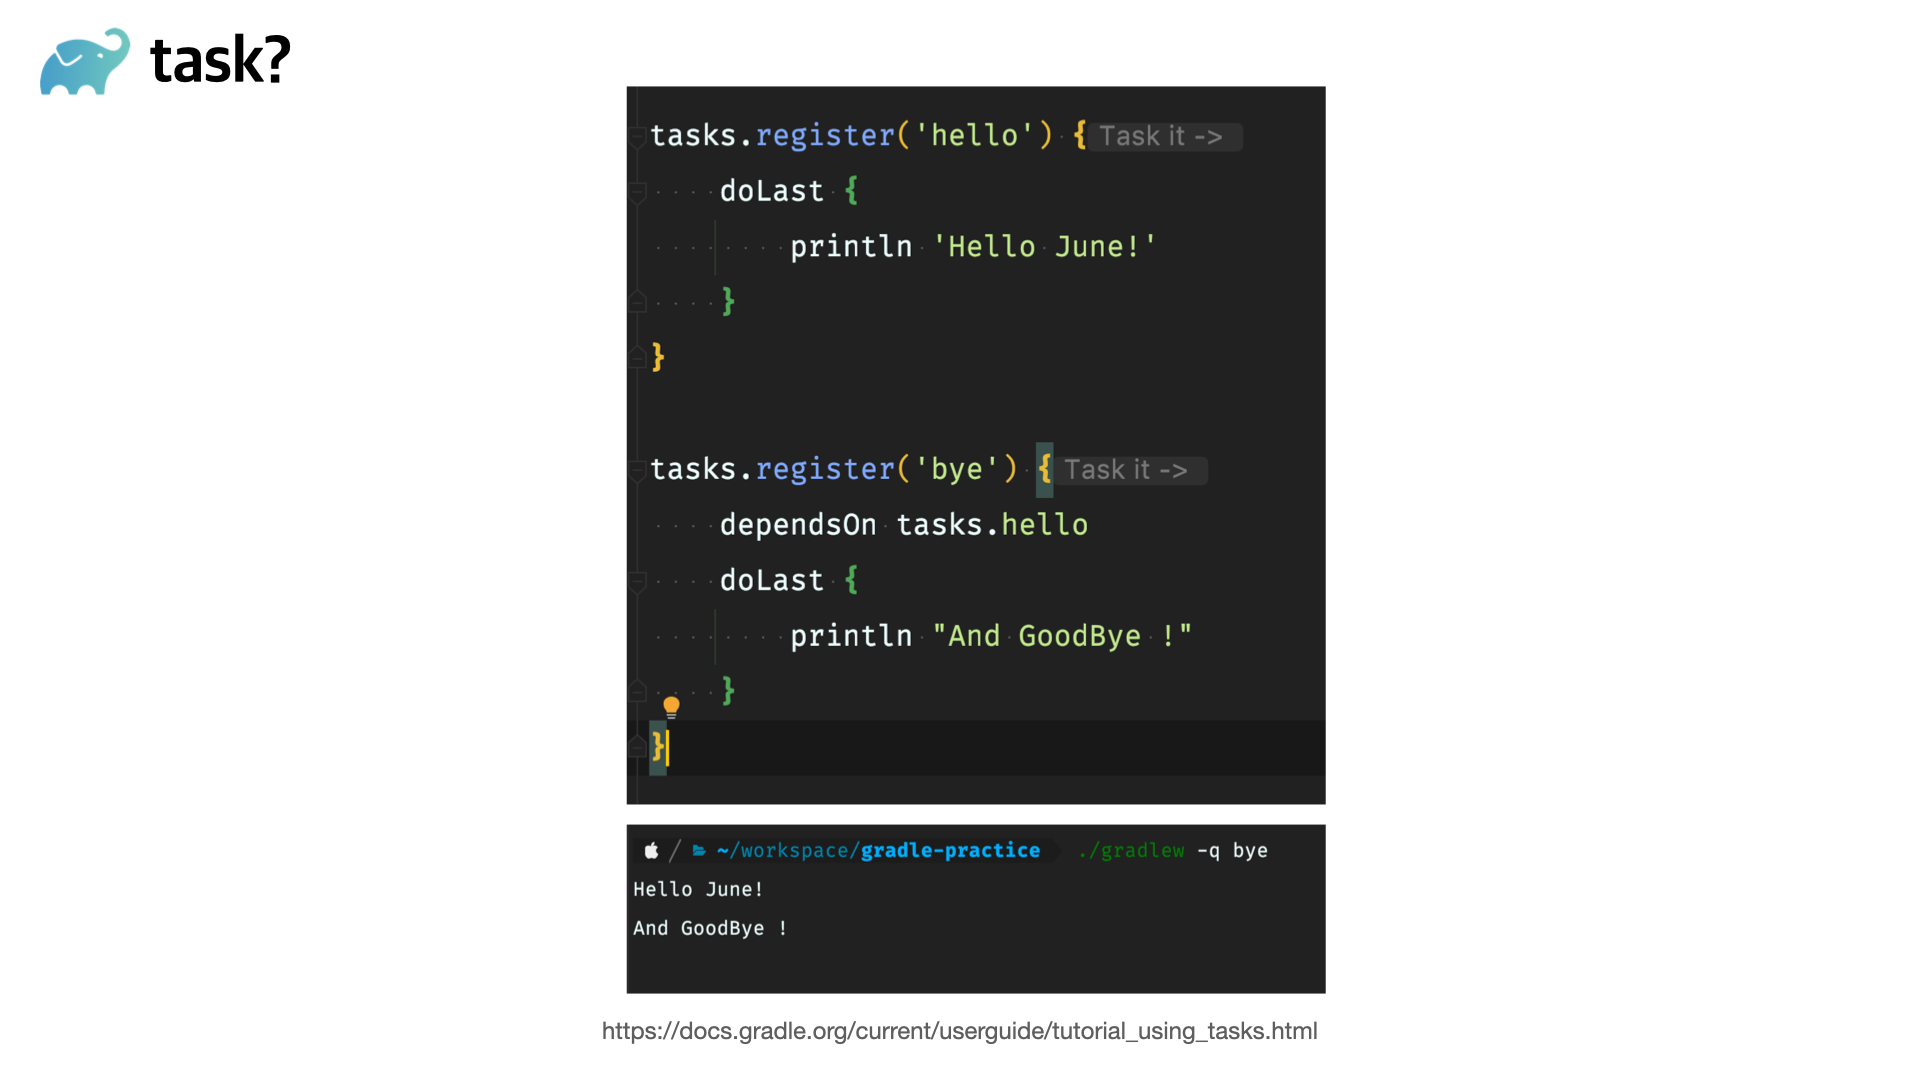 task?
tasks.register('hello') { Task it ->
doLast {
println 'Hello June!'
}
}
tasks.register('bye') { Task it ->
dependsOn tasks.hello
doLast {
println "And GoodBye !"
}
}
/ ~/workspace/gradle-practice ./gradlew -q bye
Hello June!
And GoodBye !
https://docs.gradle.org/current/userguide/tutorial_using_tasks.html